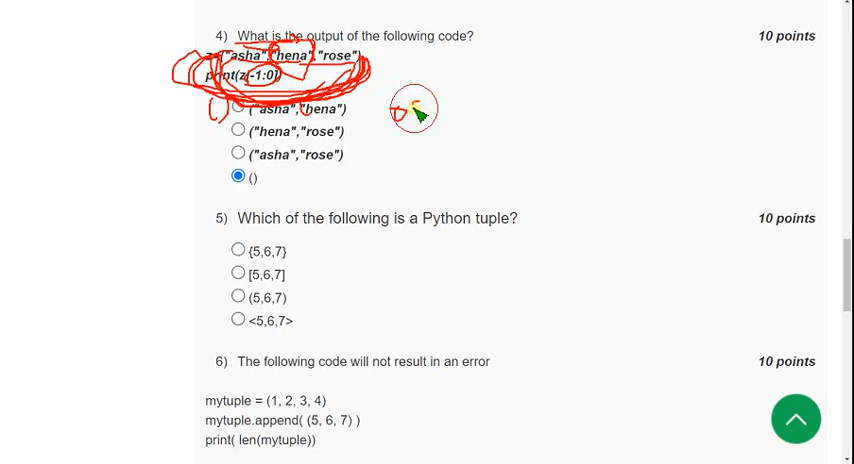 4) What is the output of the following code? 10 points
"asha" "hena" "rose")
print(z[-1:0])
("asha","hena")
("hena","rose")
("asha","rose")
()
5) Which of the following is a Python tuple? 10 points
{5,6,7}
[5,6,7]
(5,6,7)
<5,6,7>
6) The following code will not result in an error 10 points
mytuple = (1, 2, 3, 4)
mytuple.append( (5, 6, 7) )
print( len(mytuple))